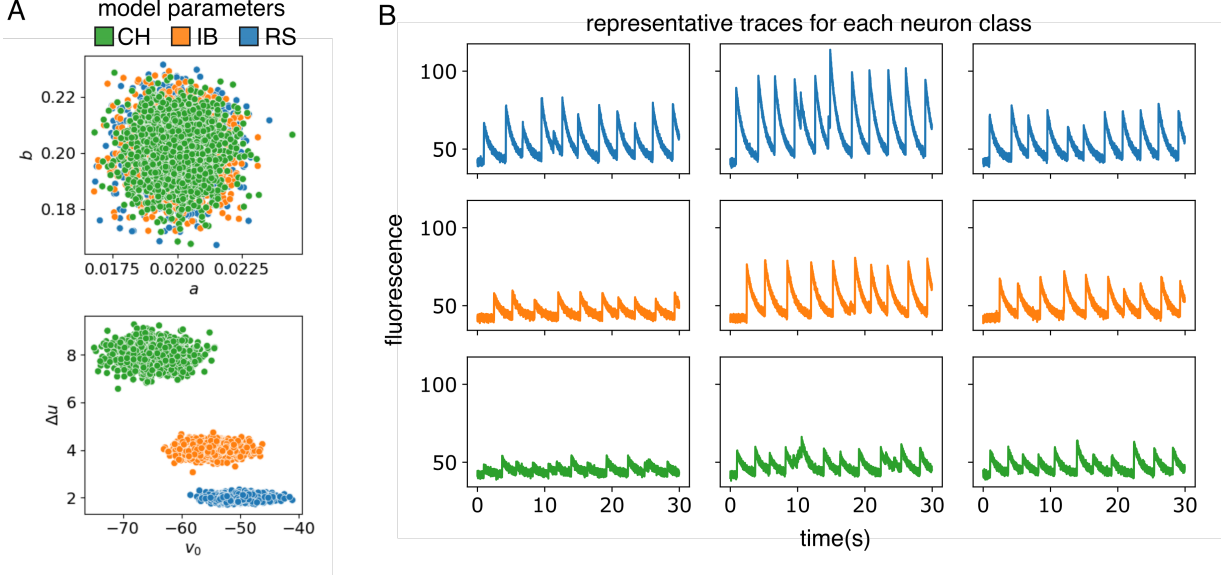 A
model parameters
CH IB RS
0.22
0.20
0.18
b
0.0175 0.0200 0.0225
a
8
6
4
2
Δu
−70 −60 −50 −40
v0
B
representative traces for each neuron class
100
50
100
50
100
50
fluorescence
0 10 20 30
0 10 20 30
0 10 20 30
time(s)